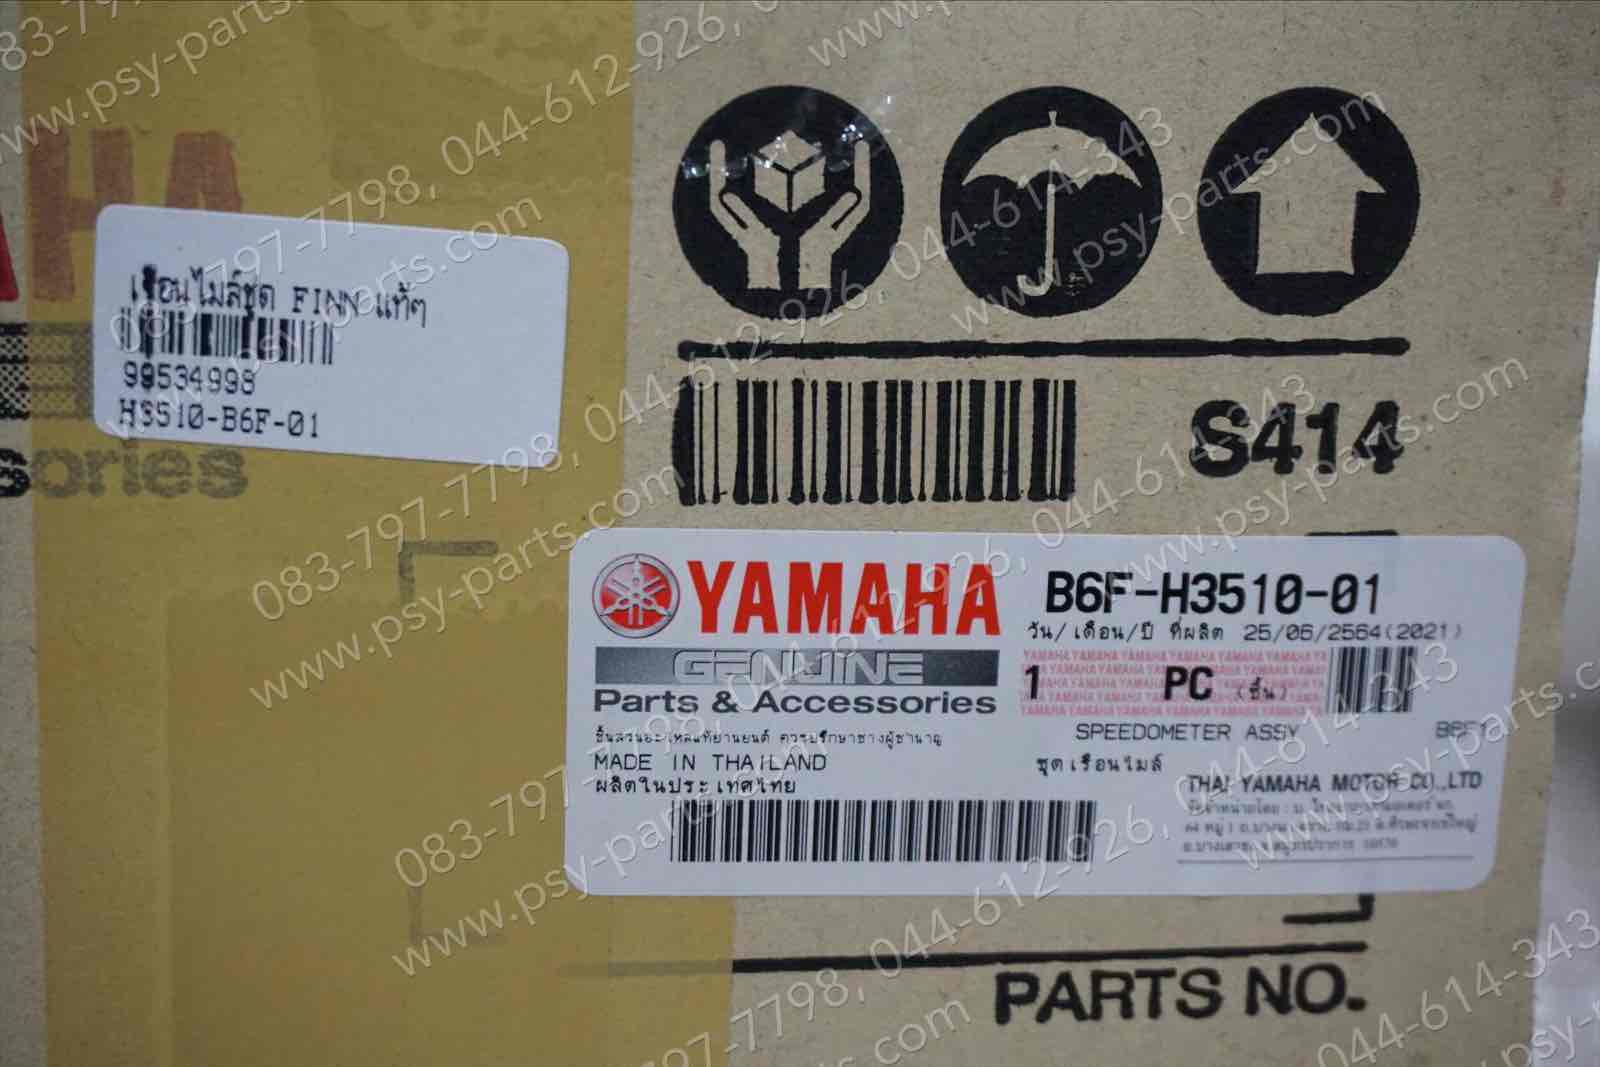 HA
เรือนไมล์ชุด FINN แท้ๆ
99534998
H3510-B6F-01
sories
S414
YAMAHA
B6F-H3510-01
GENUINE
วัน/เดือน/ปี ที่ผลิต 25/06/2564(2021)
Parts & Accessories
1 PC (ชิ้น)
SPEEDOMETER ASSY B6F1
MADE IN THAILAND
ชุดเรือนไมล์
ผลิตในประเทศไทย
THAI YAMAHA MOTOR CO.,LTD
PARTS NO.
083-797-7798, 044-612-926, 044-614-343
www.psy-parts.com